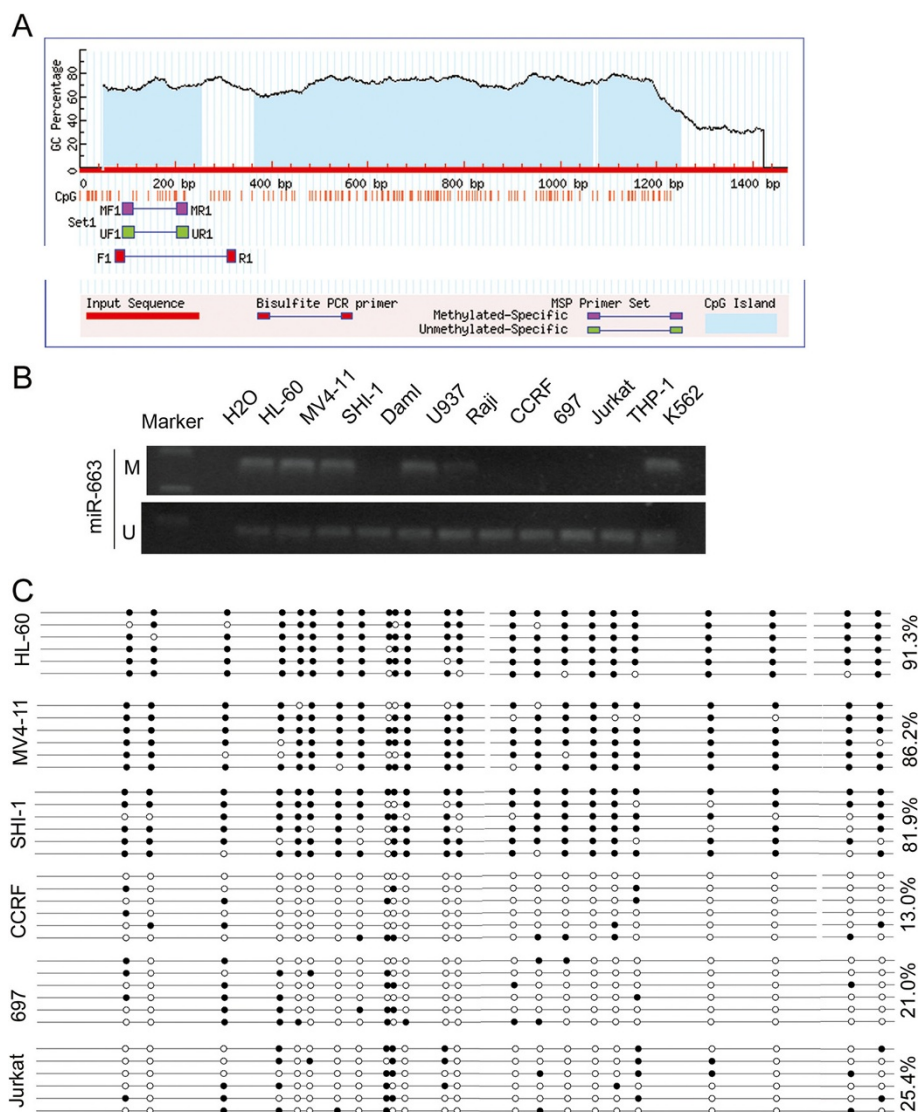 A
GC Percentage
80
60
40
20
0
0 200 bp 400 bp 600 bp 800 bp 1000 bp 1200 bp 1400 bp
CpG
MF1 MR1
Set1
UF1 UR1
F1 R1
Input Sequence Bisulfite PCR primer MSP Primer Set CpG Island
Methylated-Specific
Unmethylated-Specific
B
Marker H2O HL-60 MV4-11 SHI-1 DamI U937 Raji CCRF 697 Jurkat THP-1 K562
miR-663
M
U
C
HL-60 91.3%
MV4-11 86.2%
SHI-1 81.9%
CCRF 13.0%
697 21.0%
Jurkat 25.4%